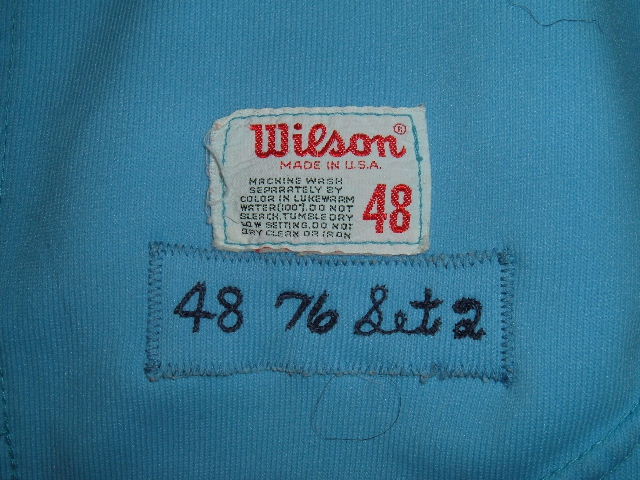 Wilson®
MADE IN U.S.A.
MACHINE WASH
SEPARATELY BY
COLOR IN LUKEWARM
WATER(100°). DO NOT
BLEACH, TUMBLE DRY
LOW SETTING. DO NOT
DRY CLEAN OR IRON
48
48 76 Set 2